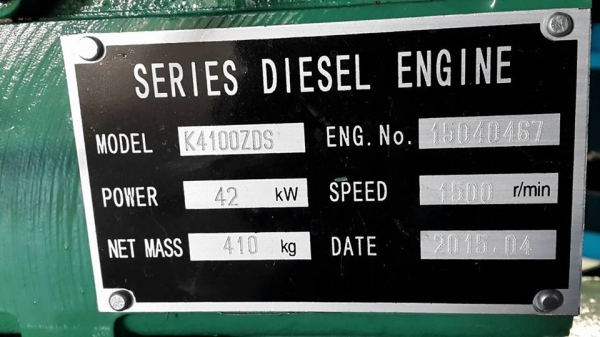 SERIES DIESEL ENGINE
MODEL K4100ZDS ENG.No. 15040467
POWER 42 kW SPEED 1500 r/min
NET MASS 410 kg DATE 2015.04